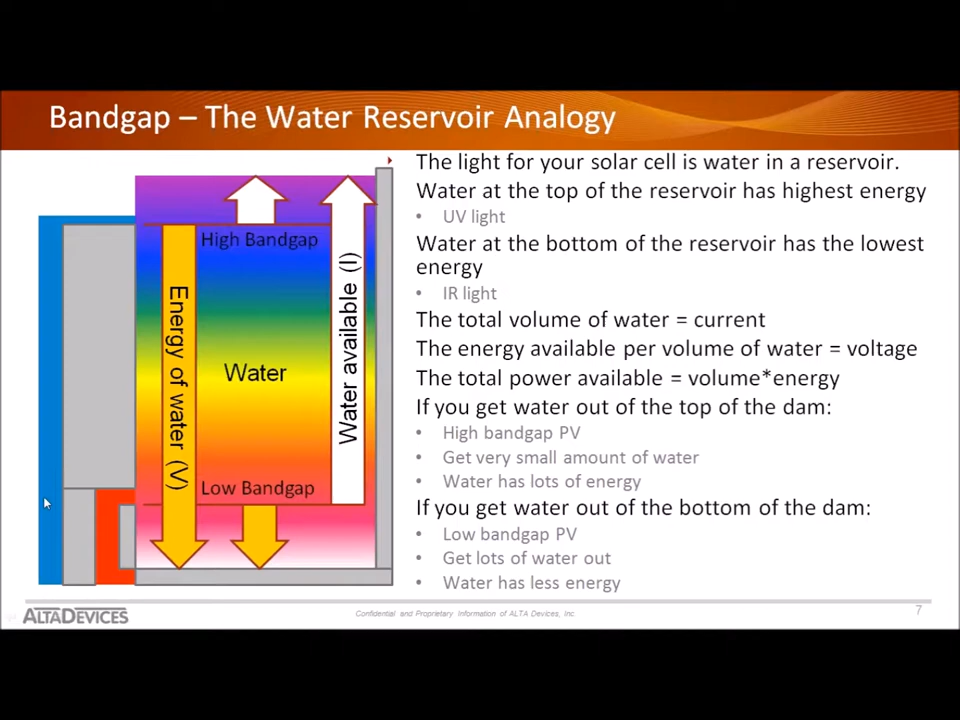 Bandgap – The Water Reservoir Analogy
The light for your solar cell is water in a reservoir.
Water at the top of the reservoir has highest energy
• UV light
Water at the bottom of the reservoir has the lowest
energy
• IR light
The total volume of water = current
The energy available per volume of water = voltage
The total power available = volume*energy
If you get water out of the top of the dam:
• High bandgap PV
• Get very small amount of water
• Water has lots of energy
If you get water out of the bottom of the dam:
• Low bandgap PV
• Get lots of water out
• Water has less energy
High Bandgap
Energy of water (V)
Water
Water available (I)
Low Bandgap
ALTADEVICES
Confidential and Proprietary Information of ALTA Devices, Inc.
7